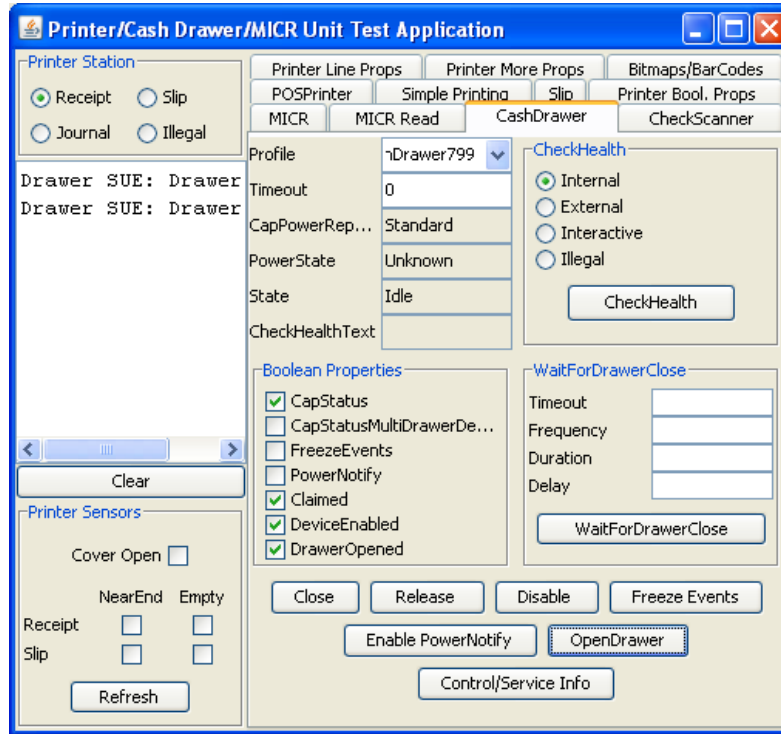 Printer/Cash Drawer/MICR Unit Test Application
Printer Station
Receipt Slip
Journal Illegal
Drawer SUE: Drawer
Drawer SUE: Drawer
Clear
Printer Sensors
Cover Open
NearEnd Empty
Receipt
Slip
Refresh
Printer Line Props Printer More Props Bitmaps/BarCodes
POSPrinter Simple Printing Slip Printer Bool. Props
MICR MICR Read CashDrawer CheckScanner
Profile nDrawer799
Timeout 0
CapPowerRep... Standard
PowerState Unknown
State Idle
CheckHealthText
CheckHealth
Internal
External
Interactive
Illegal
CheckHealth
Boolean Properties
CapStatus
CapStatusMultiDrawerDe...
FreezeEvents
PowerNotify
Claimed
DeviceEnabled
DrawerOpened
WaitForDrawerClose
Timeout
Frequency
Duration
Delay
WaitForDrawerClose
Close Release Disable Freeze Events
Enable PowerNotify OpenDrawer
Control/Service Info